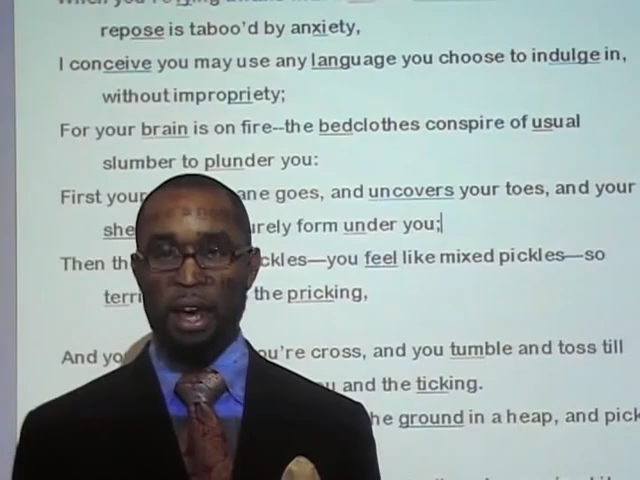 repose is taboo'd by anxiety,
I conceive you may use any language you choose to indulge in,
without impropriety;
For your brain is on fire--the bedclothes conspire of usual
slumber to plunder you:
First your ane goes, and uncovers your toes, and your
she urely form under you;
Then th ckles—you feel like mixed pickles—so
terri the pricking,
And yo ou're cross, and you tumble and toss till
u and the ticking.
he ground in a heap, and pick